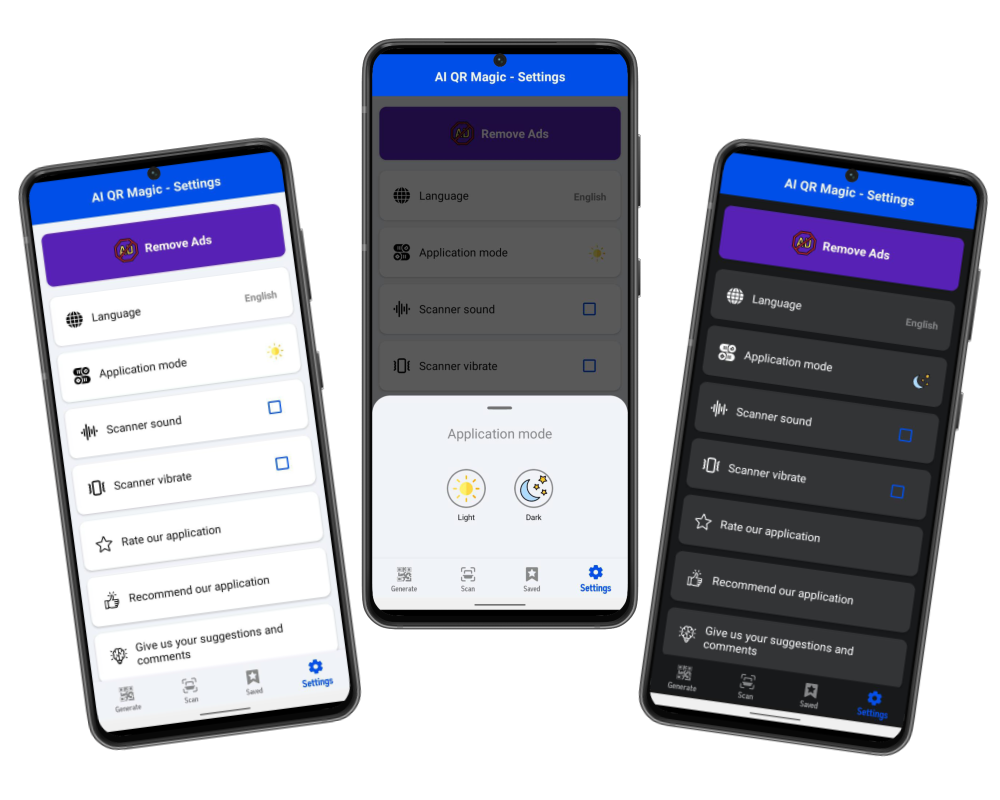 AI QR Magic - Settings
AD
Remove Ads
Language
English
Application mode
Scanner sound
Scanner vibrate
Rate our application
Recommend our application
Give us your suggestions and
comments
Generate
Scan
Saved
Settings
AI QR Magic - Settings
AD
Remove Ads
Language
English
Application mode
Scanner sound
Scanner vibrate
Application mode
Light
Dark
Generate
Scan
Saved
Settings
AI QR Magic - Settings
AD
Remove Ads
Language
English
Application mode
Scanner sound
Scanner vibrate
Rate our application
Recommend our application
Give us your suggestions and
comments
Generate
Scan
Saved
Settings